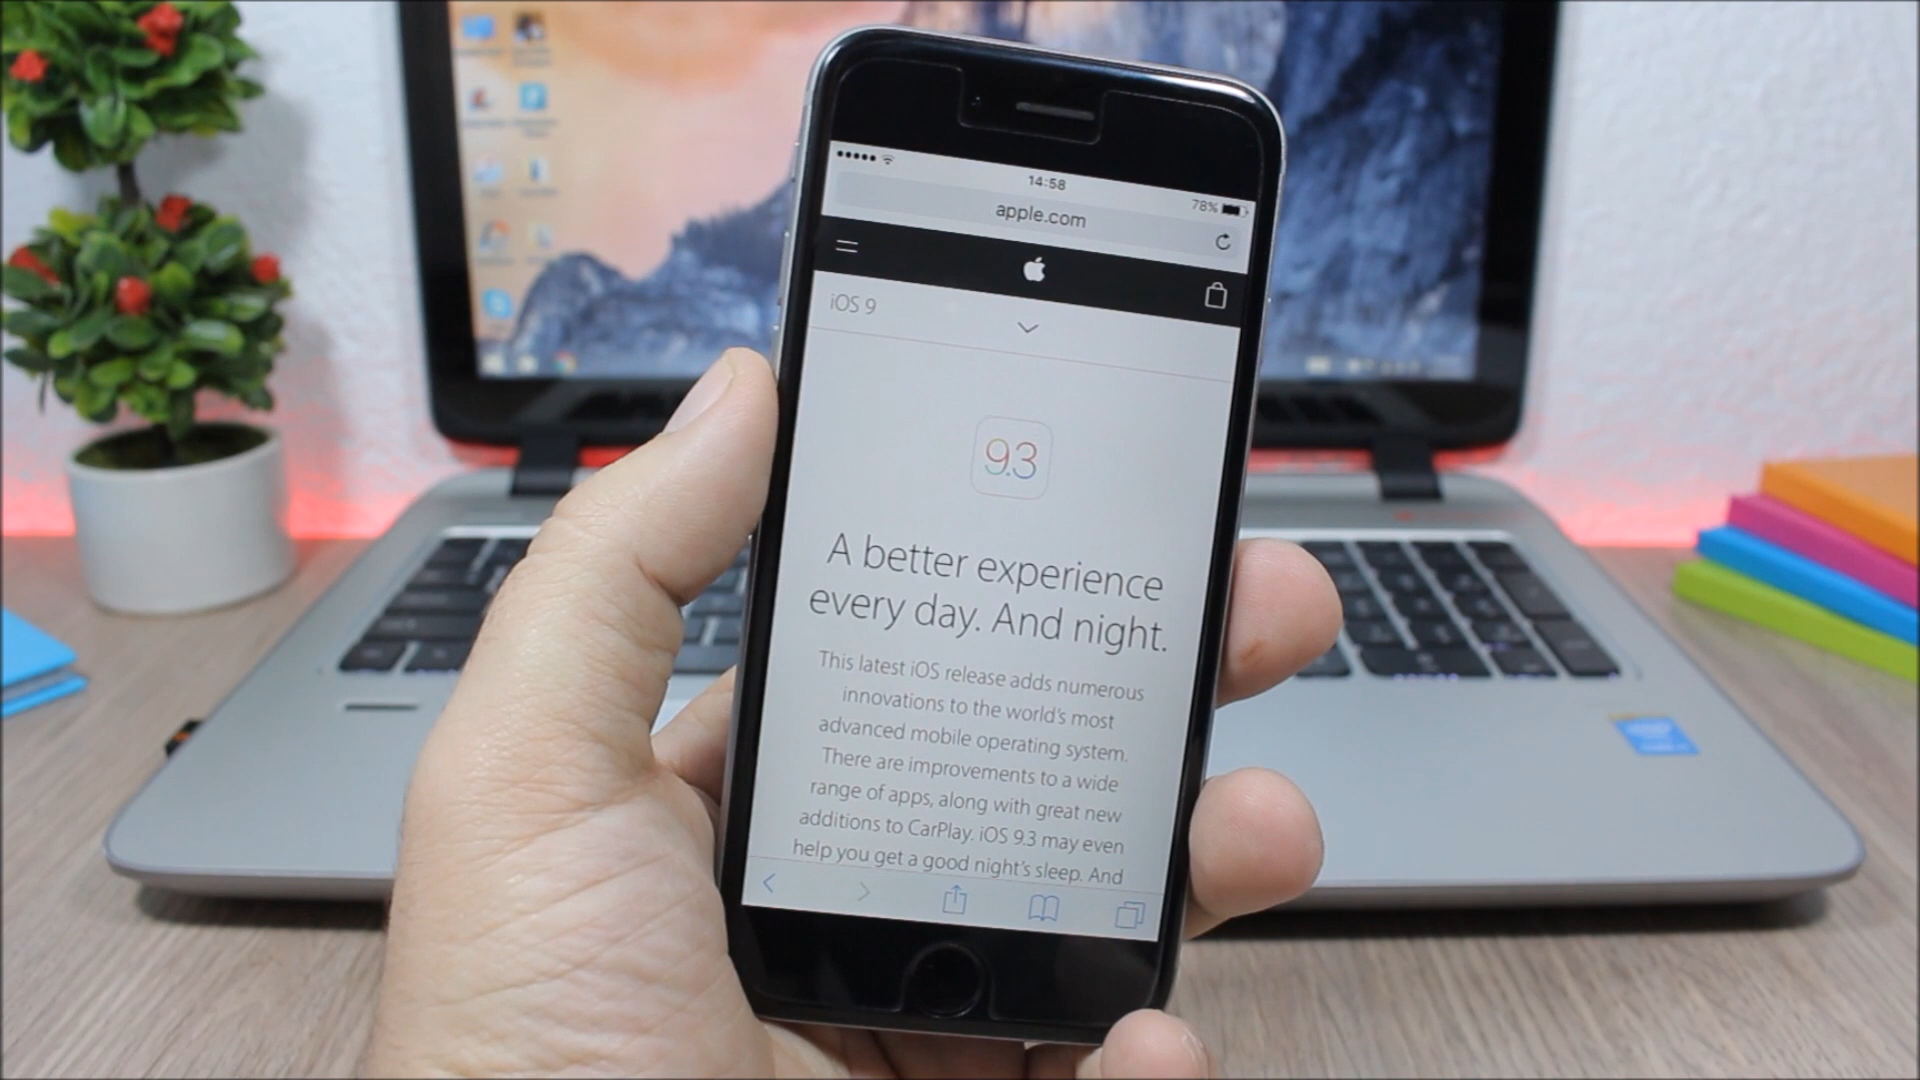 14:58
78%
apple.com
iOS 9
9.3
A better experience
every day. And night.
This latest iOS release adds numerous
innovations to the world's most
advanced mobile operating system.
There are improvements to a wide
range of apps, along with great new
additions to CarPlay. iOS 9.3 may even
help you get a good night's sleep. And